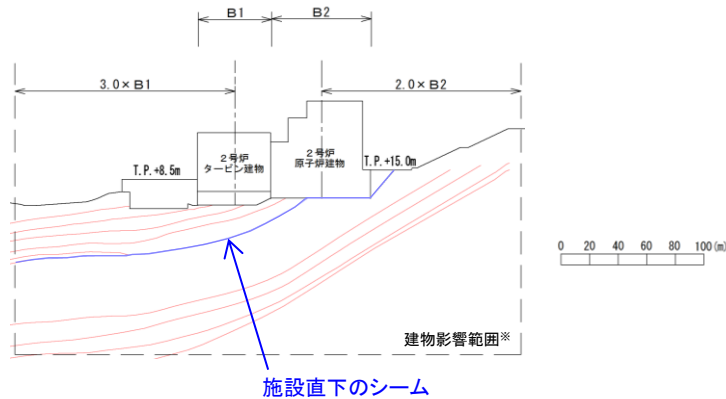 B1
B2
3.0×B1
2.0×B2
2号炉
タービン建物
2号炉
原子炉建物
T.P.+8.5m
T.P.+15.0m
0 20 40 60 80 100(m)
建物影響範囲※
施設直下のシーム